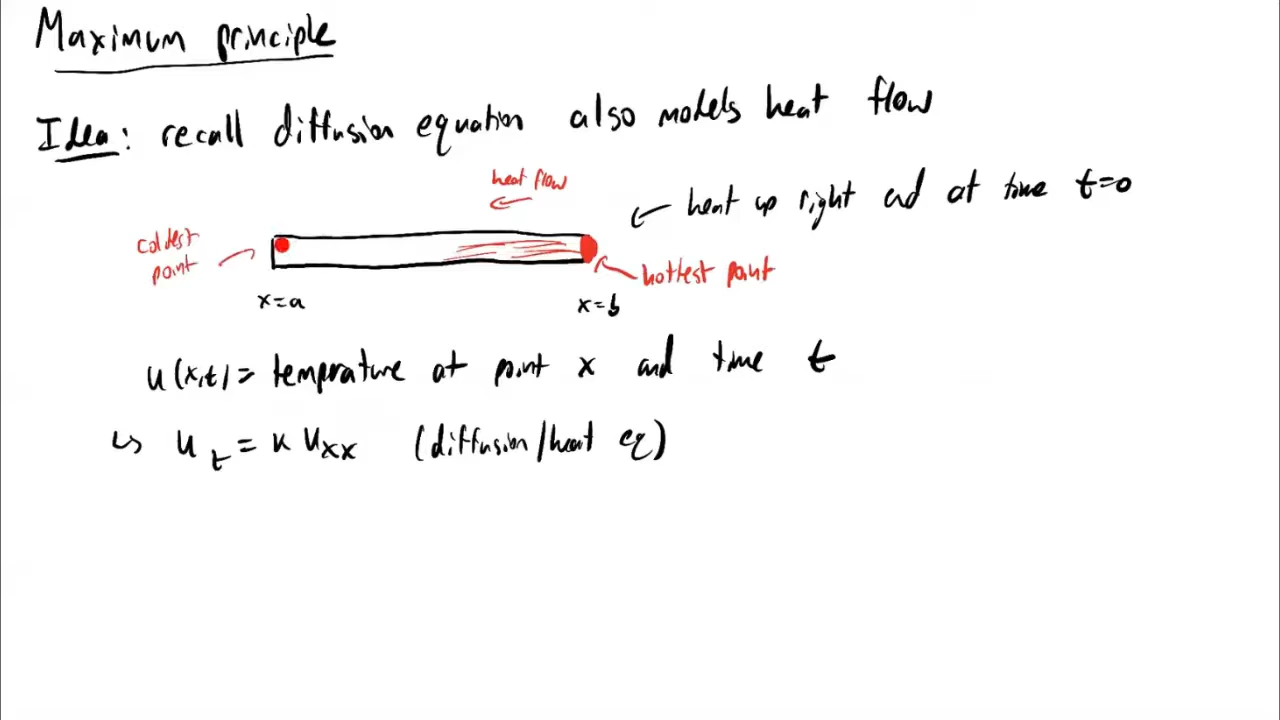 Maximum principle
Idea: recall diffusion equation also models heat flow
heat flow
← heat up right end at time t=0
coldest point
hottest point
x=a
x=b
u(x,t) = temprature at point x and time t
↪ u_t = k u_xx (diffusion/heat eq)